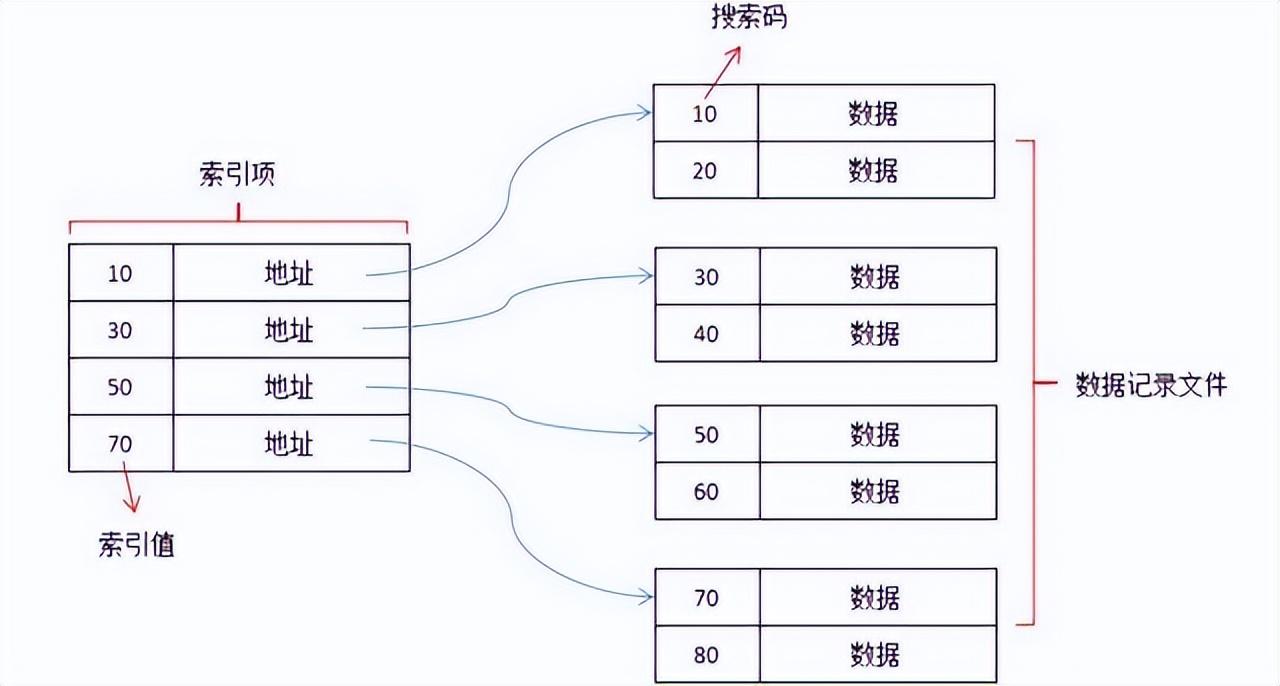 搜索码
索引项
10 地址
30 地址
50 地址
70 地址
索引值
10 数据
20 数据
30 数据
40 数据
50 数据
60 数据
70 数据
80 数据
数据记录文件